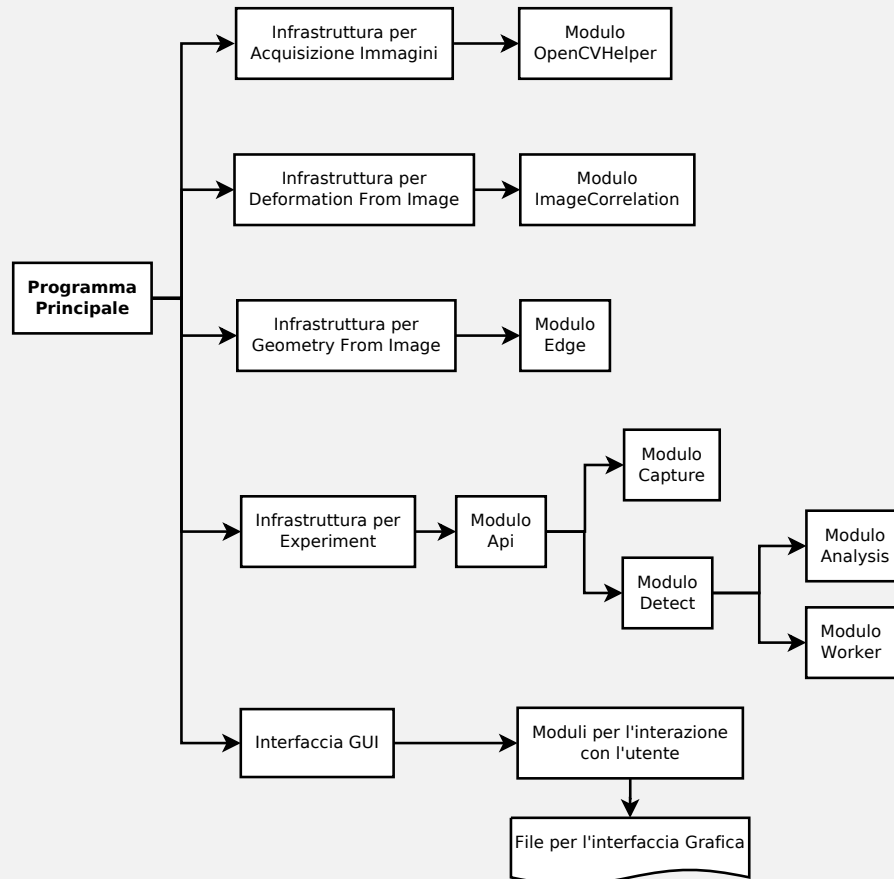 Infrastruttura per
Acquisizione Immagini
Modulo
OpenCVHelper
Infrastruttura per
Deformation From Image
Modulo
ImageCorrelation
Programma
Principale
Infrastruttura per
Geometry From Image
Modulo
Edge
Modulo
Capture
Infrastruttura per
Experiment
Modulo
Api
Modulo
Detect
Modulo
Analysis
Modulo
Worker
Interfaccia GUI
Moduli per l'interazione
con l'utente
File per l'interfaccia Grafica